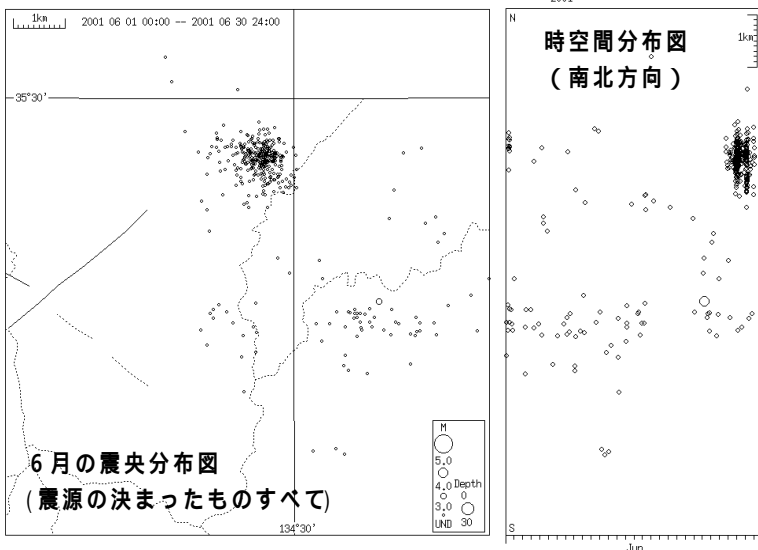 1km 2001 06 01 00:00 -- 2001 06 30 24:00
35°30'
6月の震央分布図
(震源の決まったものすべて)
134°30'
M
5.0
4.0 Depth
3.0 0
UND 30
2001
N
時空間分布図
(南北方向)
1km
S
Jun